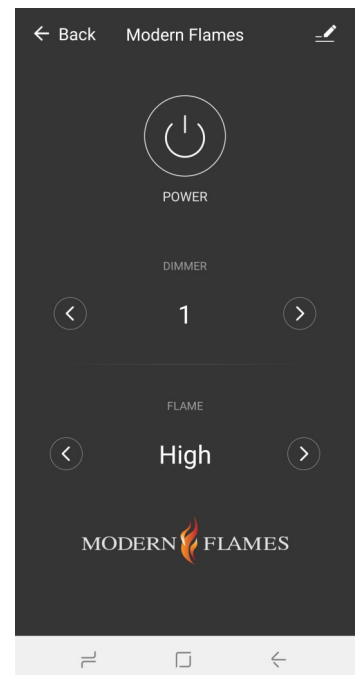 Back Modern Flames
POWER
DIMMER
1
FLAME
High
MODERN FLAMES